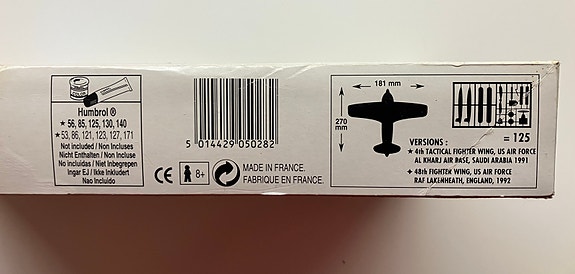 COLOR
Humbrol ®
★ 56, 85, 125, 130, 140
★ 53, 86, 121, 123, 127, 171
Not included / Non Incluses
Nicht Enthalten / Non Incluse
No incluidas / Niet Inbegrepen
Ingar EJ / Ikke Inkludert
Nao Incluido
5 014429 050282
CE 8+
MADE IN FRANCE.
FABRIQUE EN FRANCE.
181 mm
270 mm
= 125
VERSIONS :
★ 4th TACTICAL FIGHTER WING, US AIR FORCE
AL KHARJ AIR BASE, SAUDI ARABIA 1991
✦ 48th FIGHTER WING, US AIR FORCE
RAF LAKENHEATH, ENGLAND, 1992